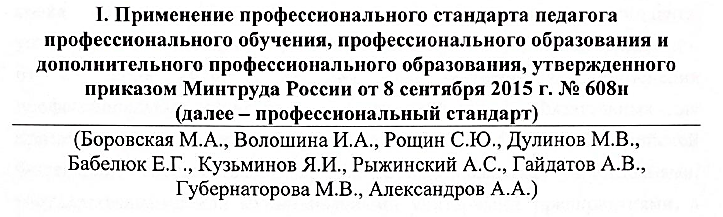 I. Применение профессионального стандарта педагога
профессионального обучения, профессионального образования и
дополнительного профессионального образования, утвержденного
приказом Минтруда России от 8 сентября 2015 г. № 608н
(далее – профессиональный стандарт)
(Боровская М.А., Волошина И.А., Рощин С.Ю., Дулинов М.В.,
Бабелюк Е.Г., Кузьминов Я.И., Рыжинский А.С., Гайдатов А.В.,
Губернаторова М.В., Александров А.А.)